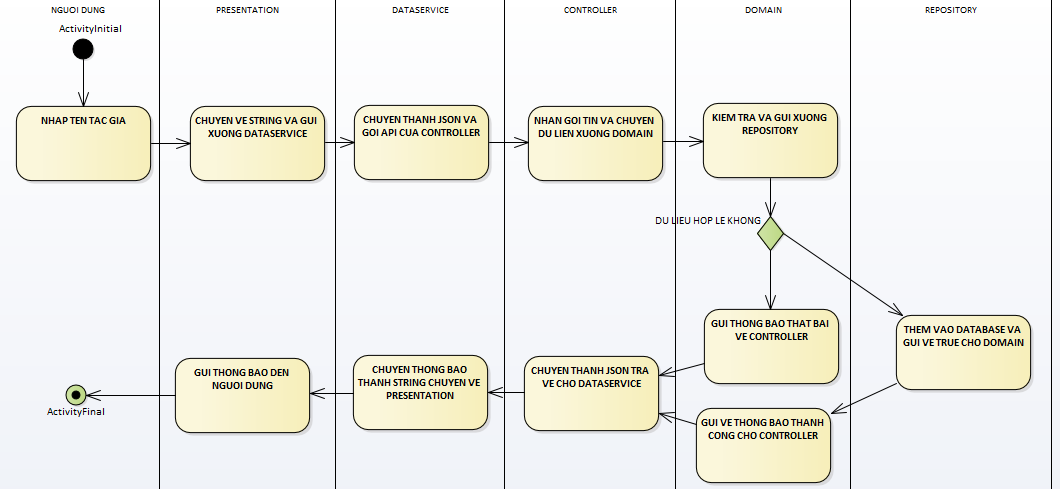 NGUOI DUNG
PRESENTATION
DATASERVICE
CONTROLLER
DOMAIN
REPOSITORY
ActivityInitial
NHAP TEN TAC GIA
CHUYEN VE STRING VA GUI
XUONG DATASERVICE
CHUYEN THANH JSON VA
GOI API CUA CONTROLLER
NHAN GOI TIN VA CHUYEN
DU LIEN XUONG DOMAIN
KIEM TRA VA GUI XUONG
REPOSITORY
DU LIEU HOP LE KHONG
GUI THONG BAO THAT BAI
VE CONTROLLER
THEM VAO DATABASE VA
GUI VE TRUE CHO DOMAIN
GUI VE THONG BAO THANH
CONG CHO CONTROLLER
CHUYEN THANH JSON TRA
VE CHO DATASERVICE
CHUYEN THONG BAO
THANH STRING CHUYEN VE
PRESENTATION
GUI THONG BAO DEN
NGUOI DUNG
ActivityFinal